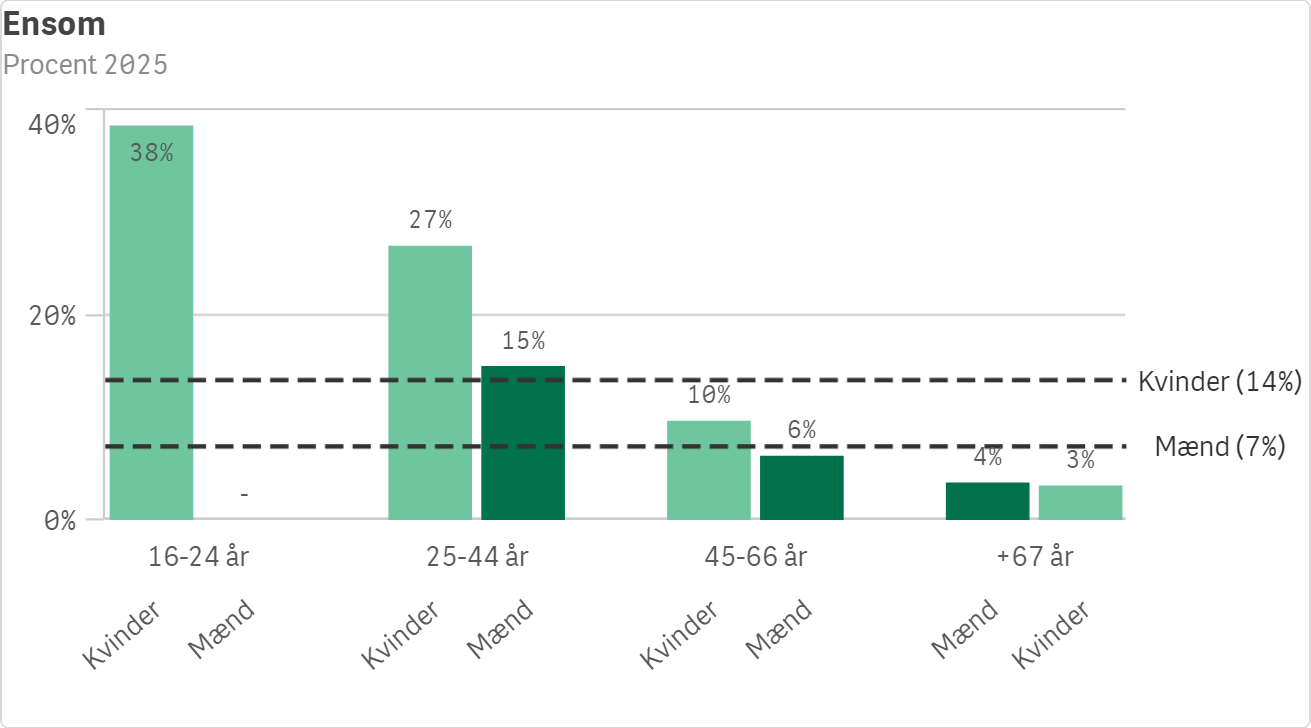 Ensom
Procent 2025
40%
38%
27%
20%
15%
Kvinder (14%)
10%
6%
Mænd (7%)
4%
3%
-
0%
16-24 år
25-44 år
45-66 år
+67 år
Kvinder
Mænd
Kvinder
Mænd
Kvinder
Mænd
Mænd
Kvinder